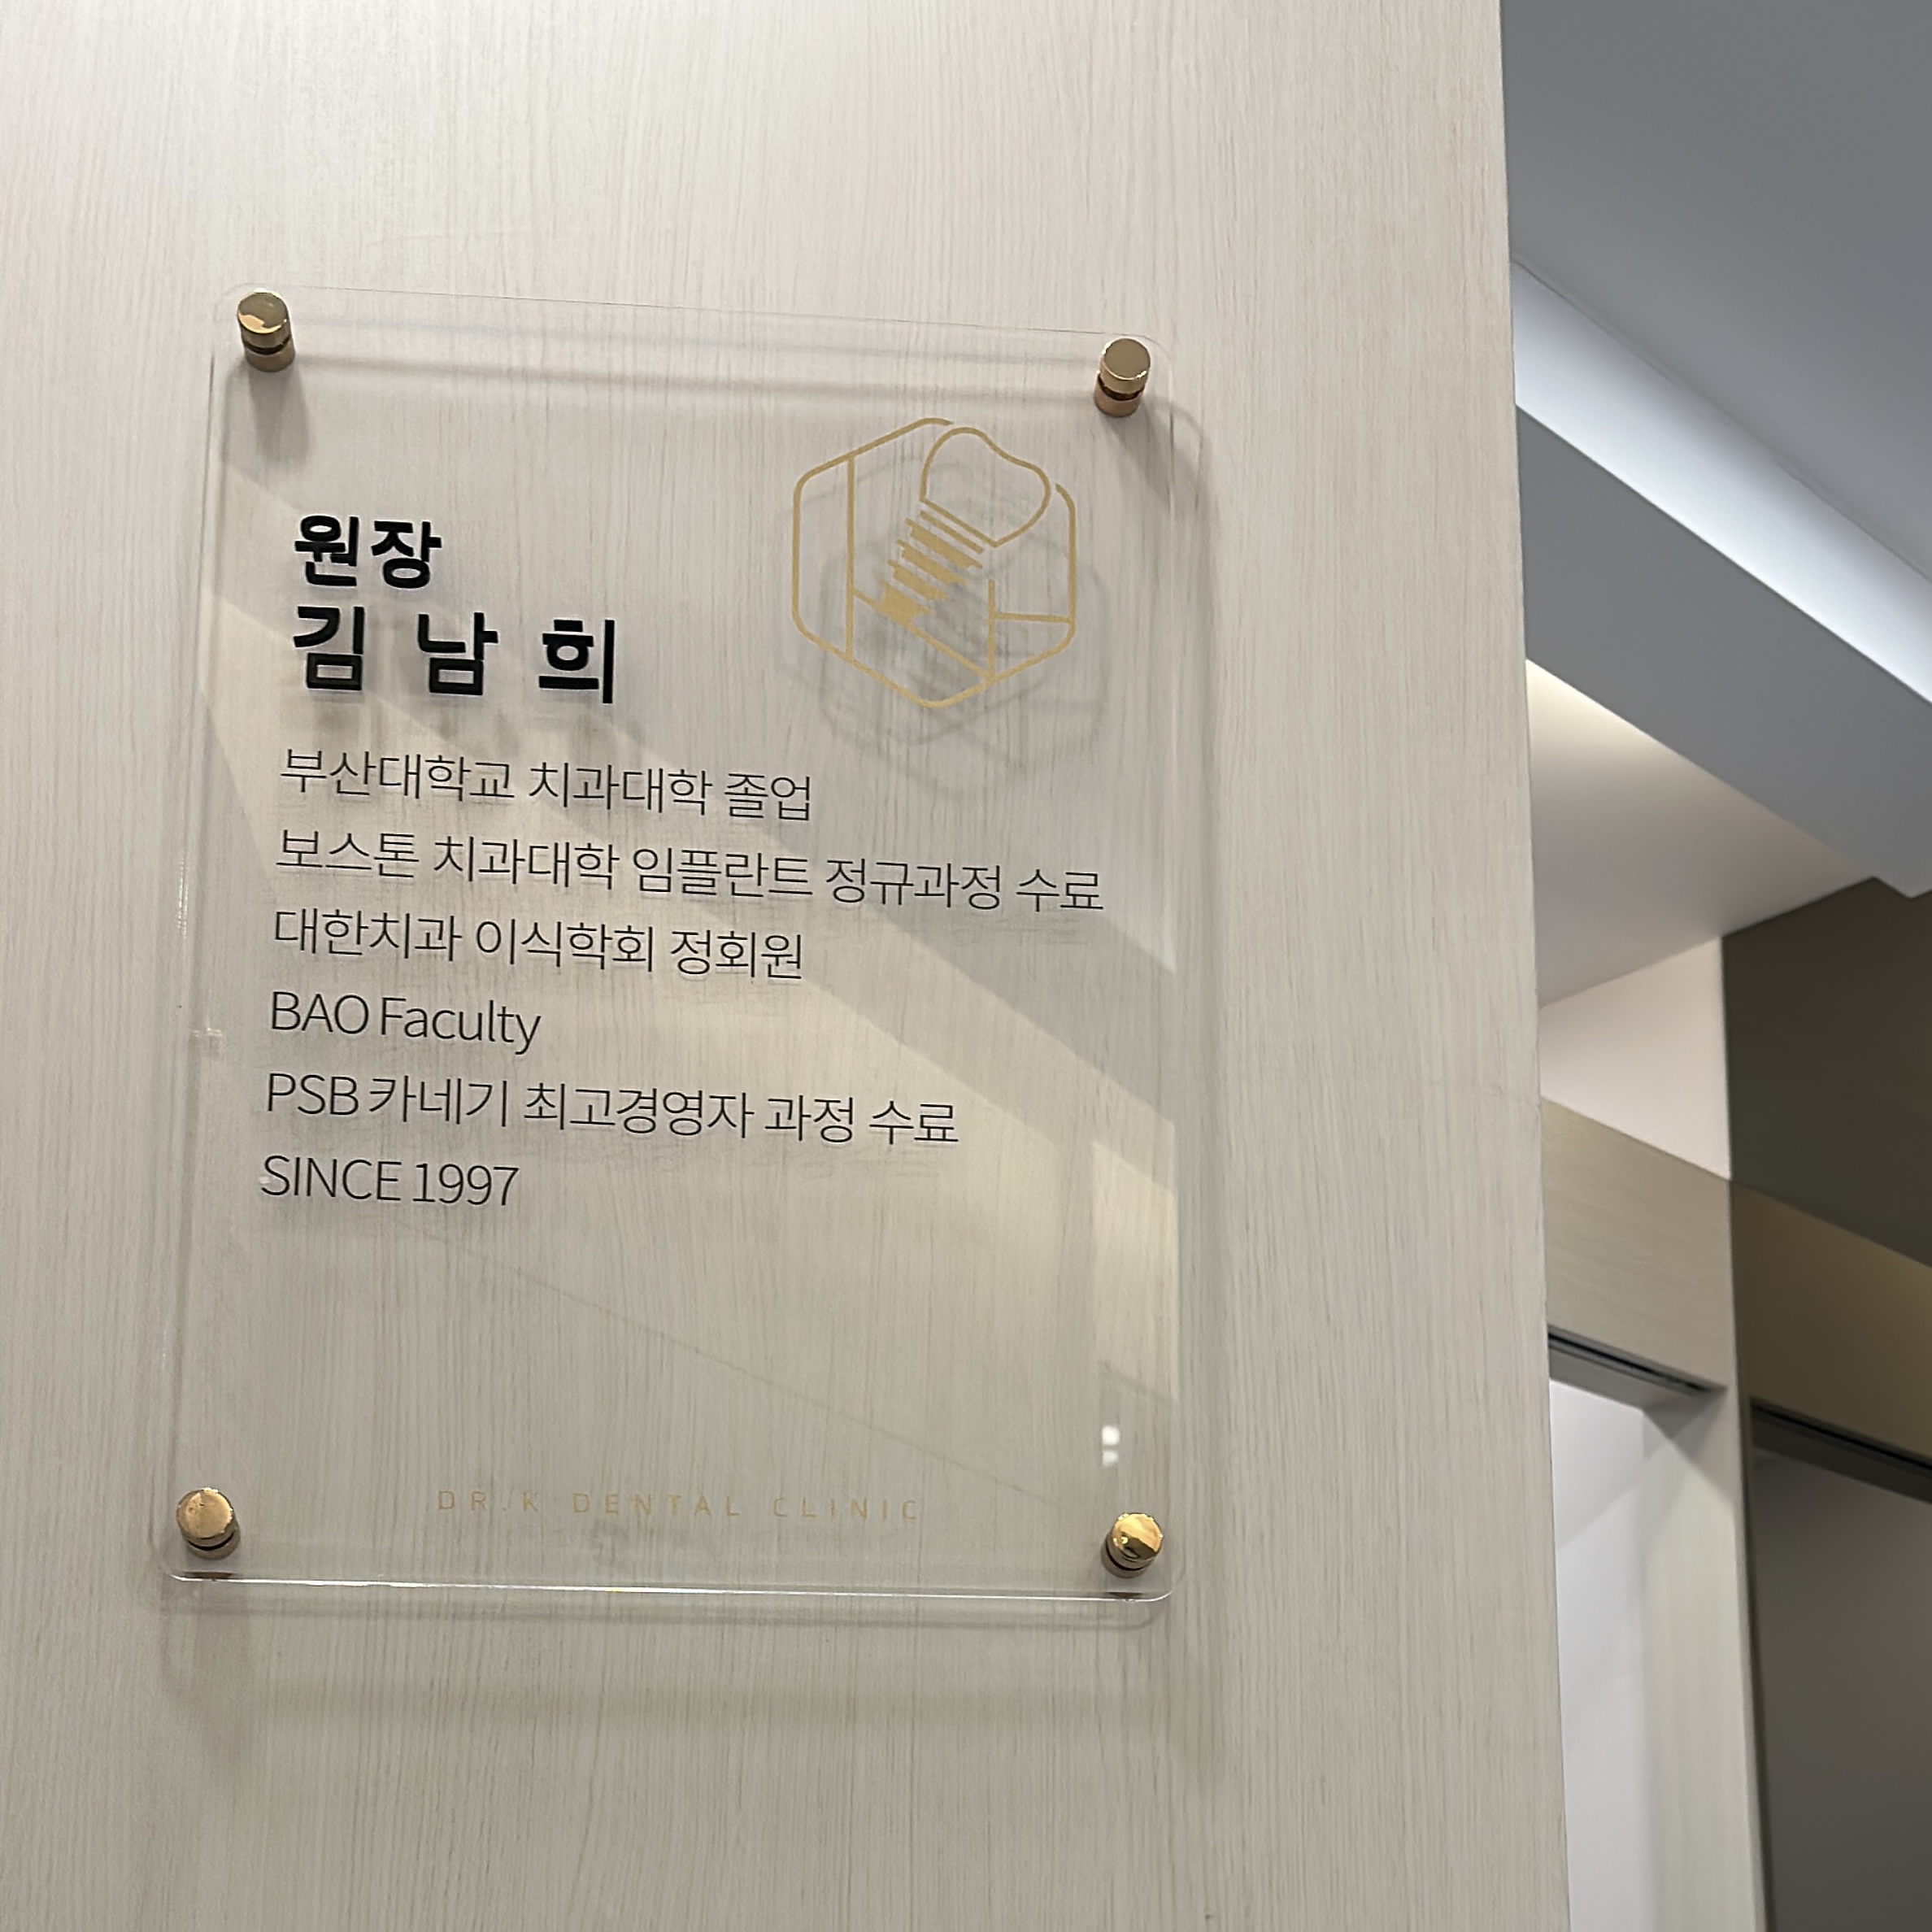 원장
김남희
부산대학교 치과대학 졸업
보스톤 치과대학 임플란트 정규과정 수료
대한치과 이식학회 정회원
BAO Faculty
PSB 카네기 최고경영자 과정 수료
SINCE 1997
DR.K DENTAL CLINIC